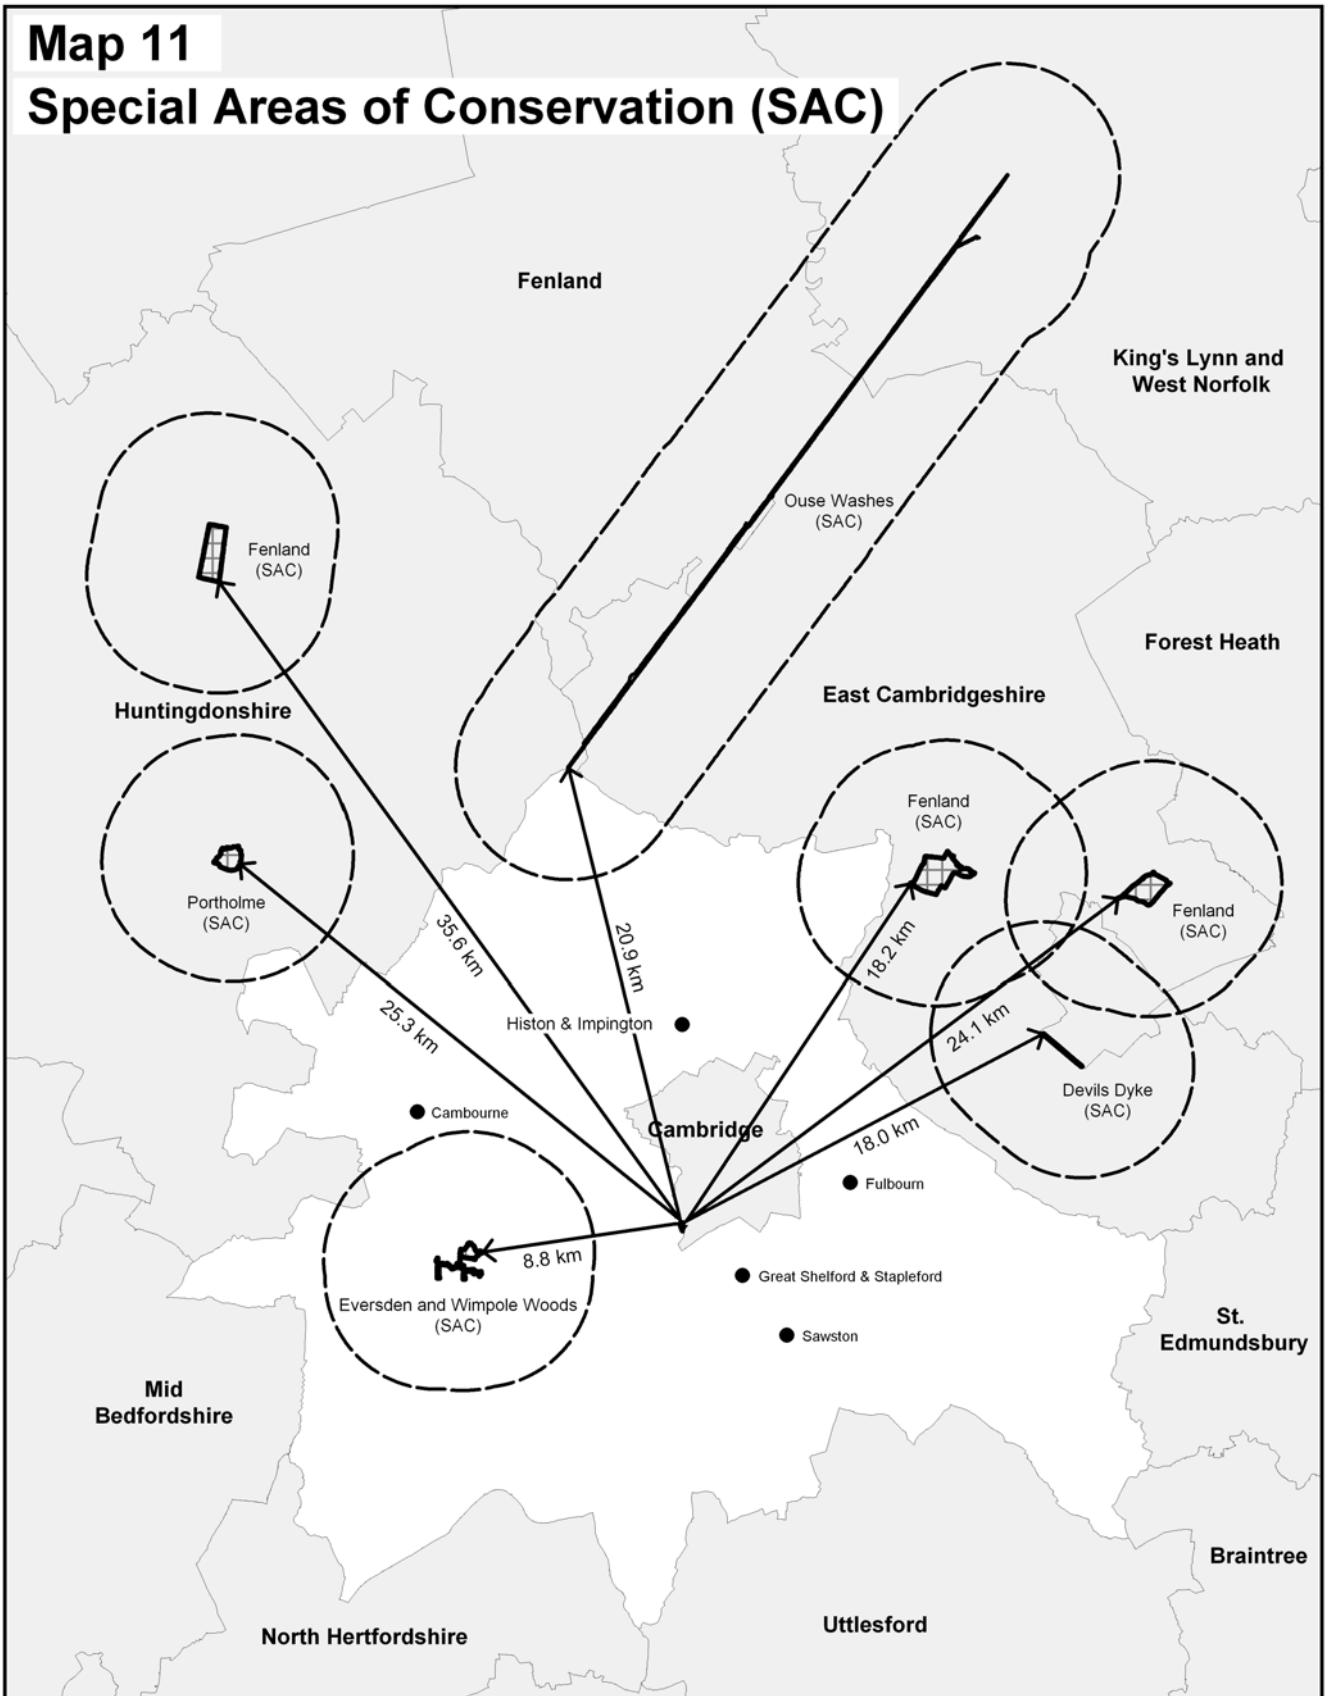 Map 11
Special Areas of Conservation (SAC)
Fenland
King's Lynn and
West Norfolk
Ouse Washes
(SAC)
Fenland
(SAC)
Forest Heath
East Cambridgeshire
Huntingdonshire
Fenland
(SAC)
Portholme
(SAC)
Fenland
(SAC)
35.6 km
20.9 km
18.2 km
25.3 km
24.1 km
Histon & Impington
Devils Dyke
(SAC)
Cambourne
Cambridge
18.0 km
Fulbourn
8.8 km
Great Shelford & Stapleford
Eversden and Wimpole Woods
(SAC)
Sawston
St.
Edmundsbury
Mid
Bedfordshire
Braintree
North Hertfordshire
Uttlesford